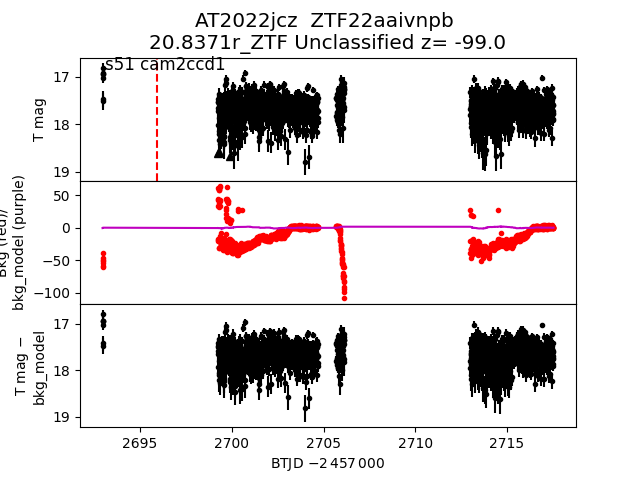 AT2022jcz  ZTF22aaivnpb
20.8371r_ZTF Unclassified z= -99.0
s51 cam2ccd1
17
18
19
T mag
50
0
−50
−100
Bkg (red)/
bkg_model (purple)
17
18
19
T mag −
bkg_model
2695
2700
2705
2710
2715
BTJD −2 457 000